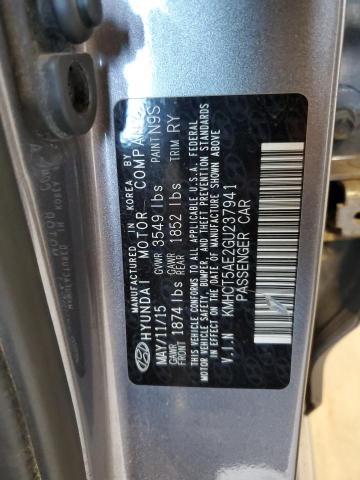 MANUFACTURED IN KOREA BY
HYUNDAI MOTOR COMPANY
MAY/11/15 GVWR 3549 lbs PAINT N9S
GAWR FRONT 1874 lbs GAWR REAR 1852 lbs TRIM RY
THIS VEHICLE CONFORMS TO ALL APPLICABLE U.S.A. FEDERAL
MOTOR VEHICLE SAFETY, BUMPER, AND THEFT PREVENTION STANDARDS
IN EFFECT ON THE DATE OF MANUFACTURE SHOWN ABOVE.
V.I.N KMHCT5AE2GU237941
PASSENGER CAR